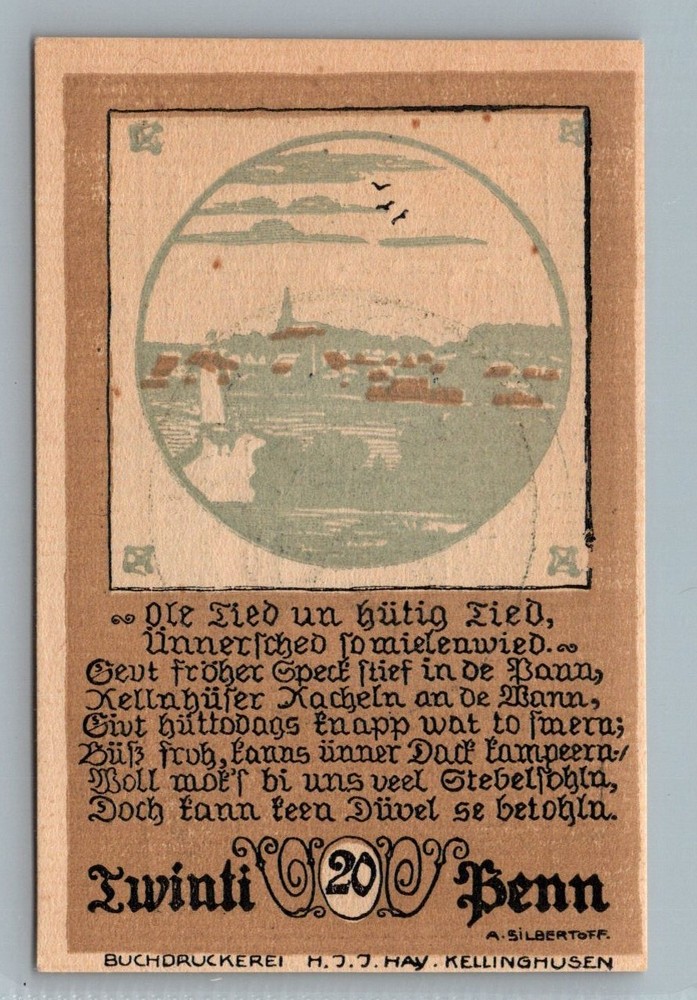 Ole Tied un hütig Tied,
Ünnersched so mielenwied.
Gevt fröher Speck stief in de Pann,
Kellnhüser Kacheln an de Wann,
Givt hüttodags knapp wat to smern;
Büß froh, kanns ünner Dack kampeern./
Woll mok's bi uns veel Stebelsohln,
Doch kann keen Düvel se betohln.
Twinti 20 Penn
A. SILBERTOFF.
BUCHDRUCKEREI H. J. J. HAY. KELLINGHUSEN